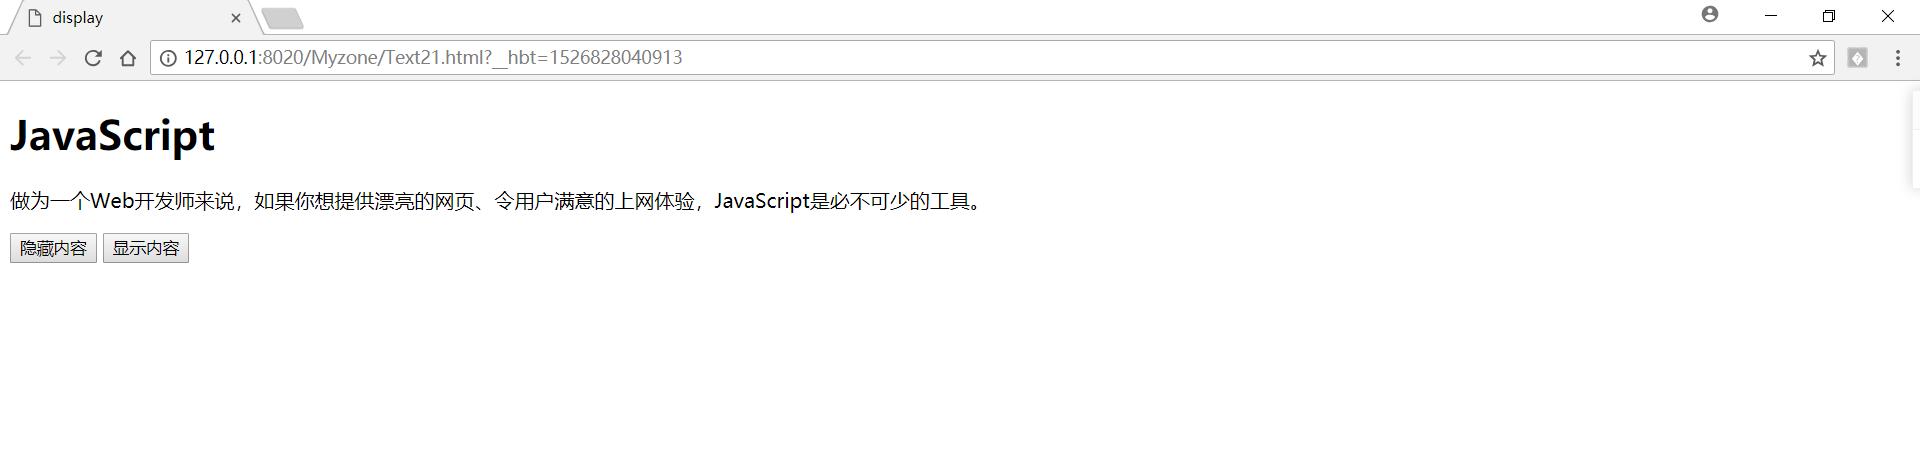 display
127.0.0.1:8020/Myzone/Text21.html?__hbt=1526828040913
JavaScript
做为一个Web开发师来说，如果你想提供漂亮的网页、令用户满意的上网体验，JavaScript是必不可少的工具。
隐藏内容 显示内容